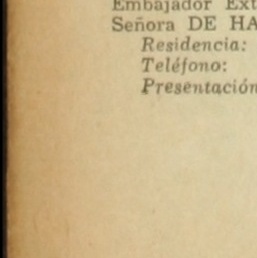 Embajador Ext
Señora DE HA
Residencia:
Teléfono:
Presentación